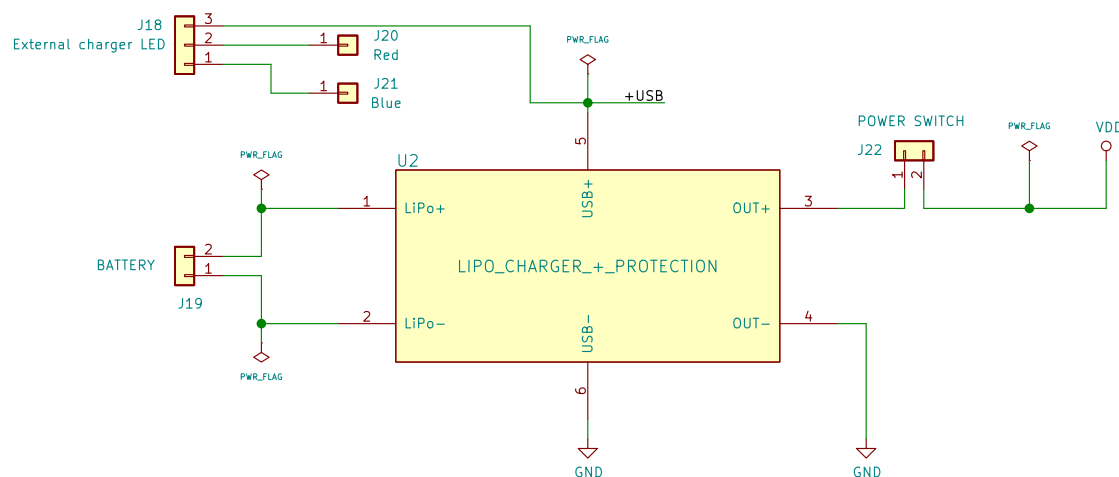 J18
External charger LED
3
2
1
1
J20
Red
1
J21
Blue
PWR_FLAG
+USB
5
POWER SWITCH
J22
1
2
PWR_FLAG
VDD
PWR_FLAG
U2
1
LiPo+
USB+
OUT+
3
BATTERY
2
1
J19
LIPO_CHARGER_+_PROTECTION
2
LiPo-
USB-
OUT-
4
PWR_FLAG
6
GND
GND